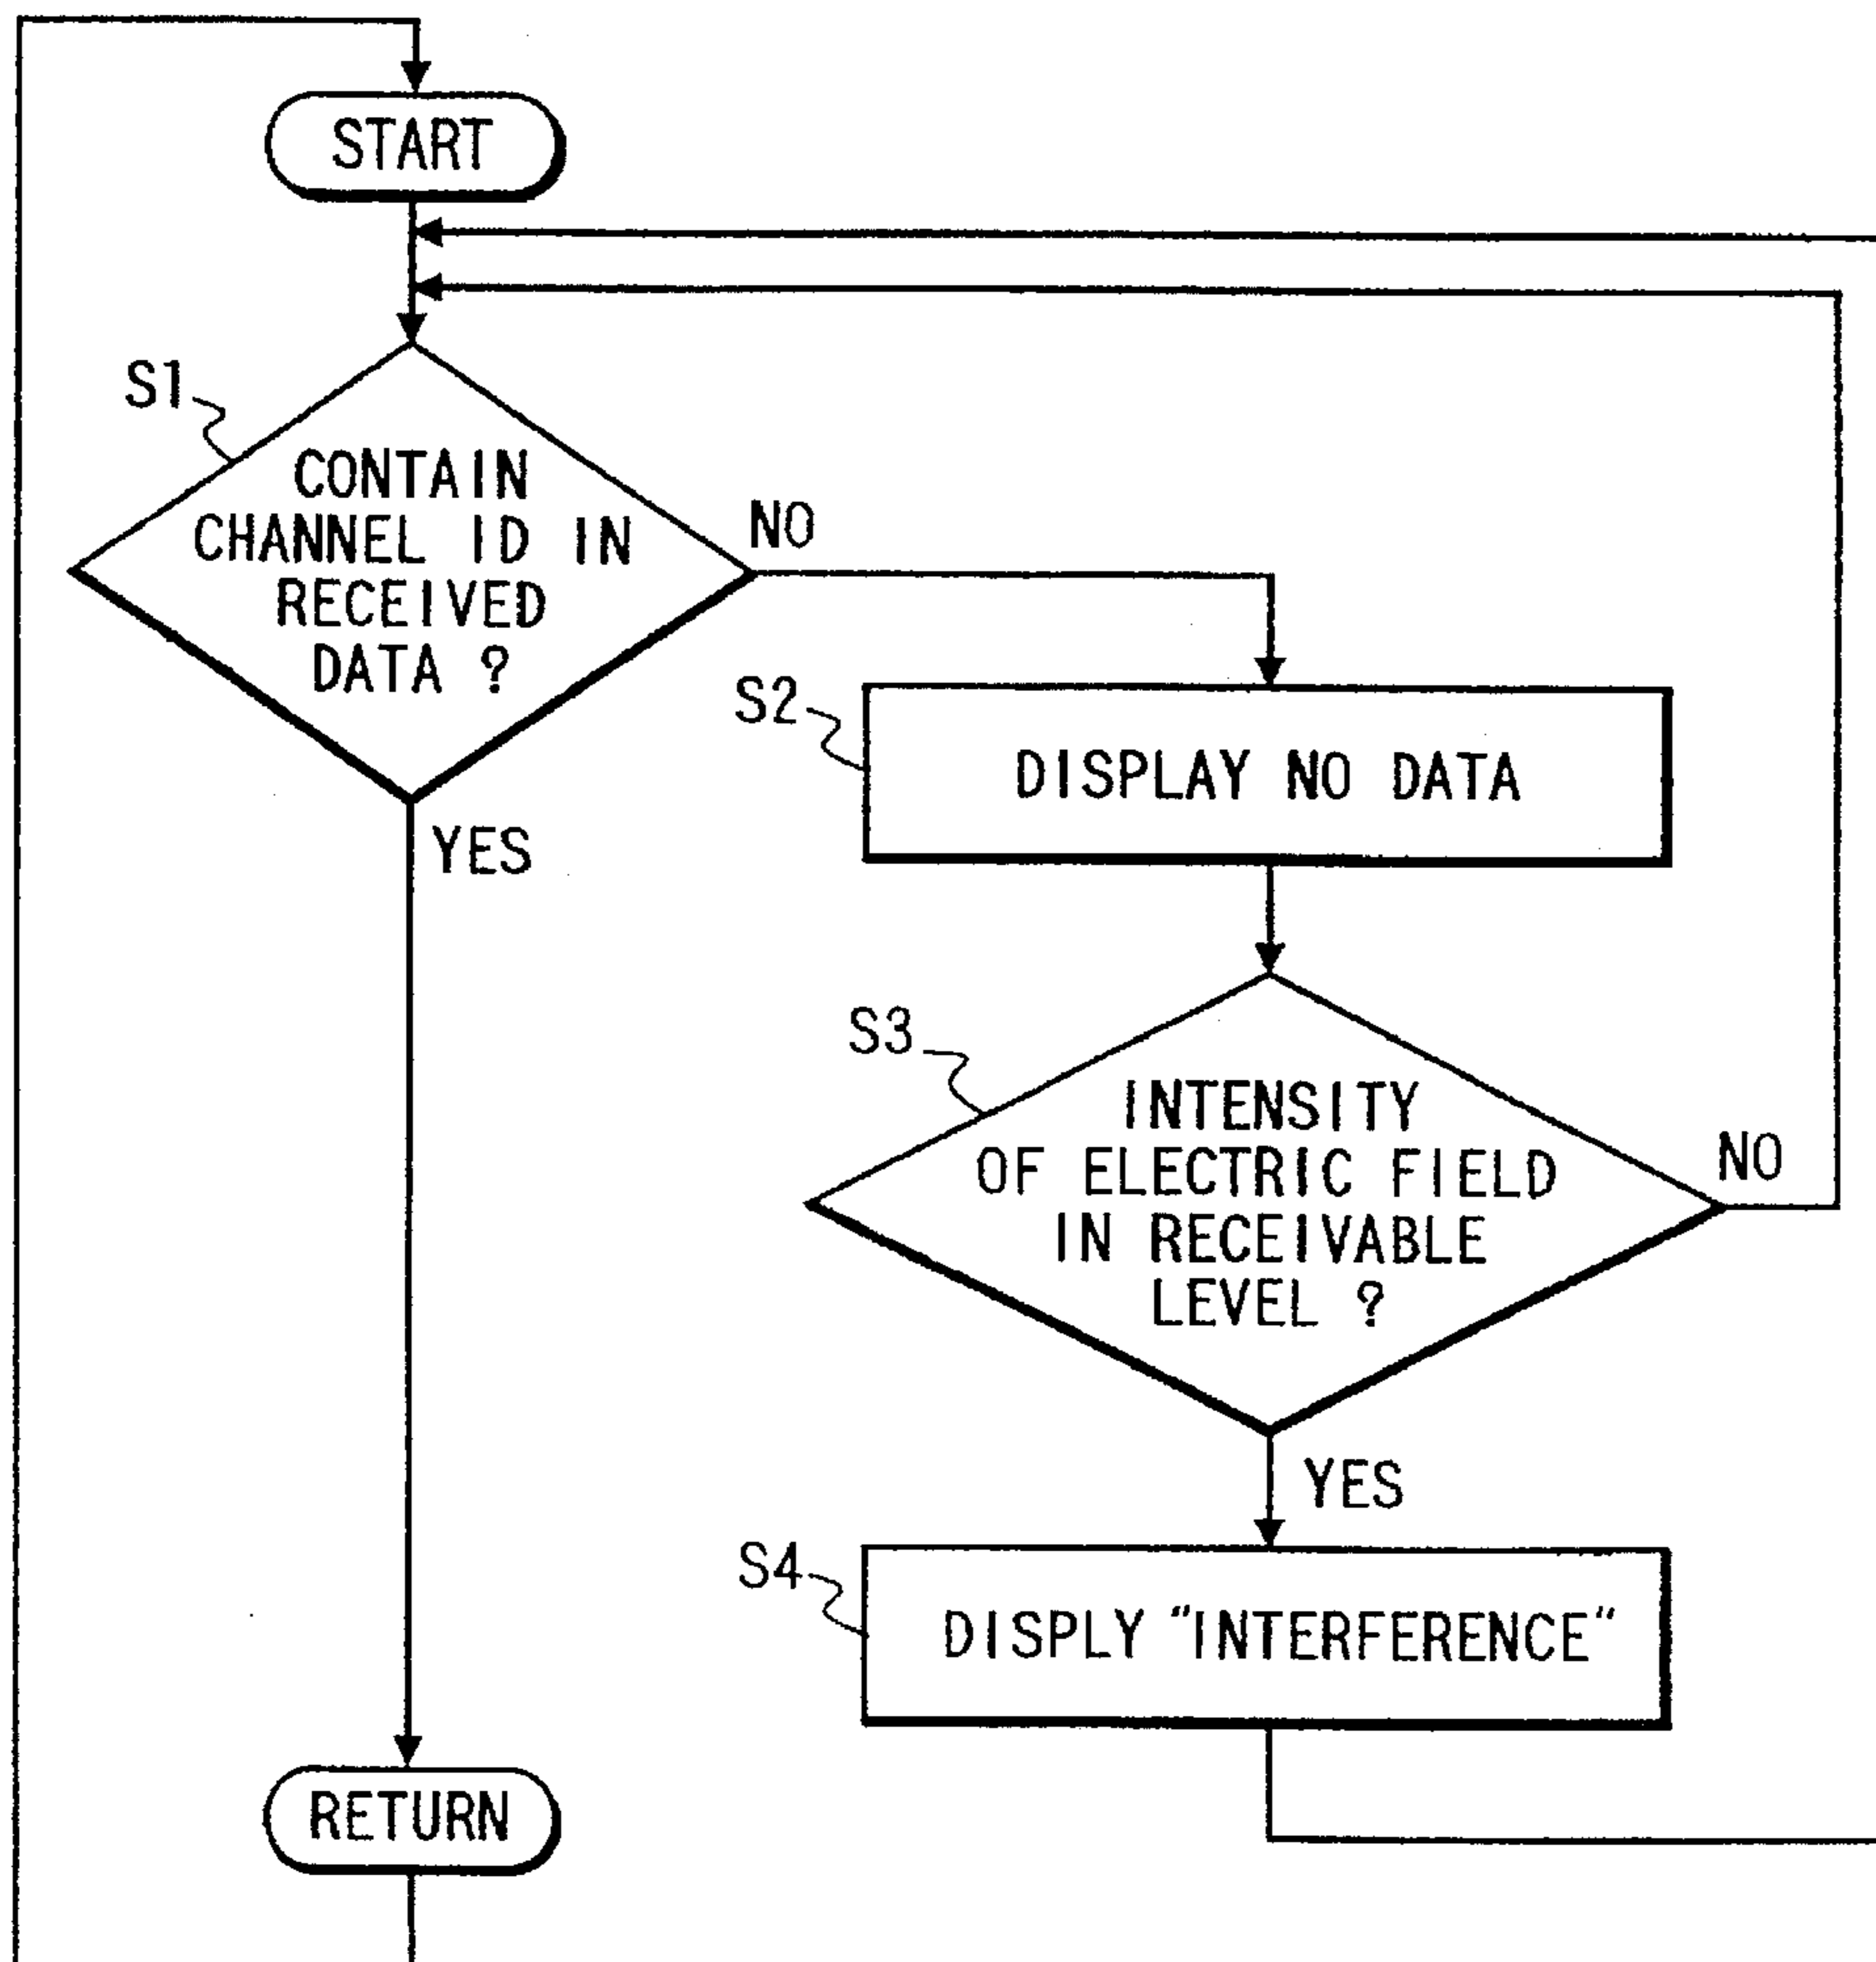 START
S1
CONTAIN
CHANNEL ID IN
RECEIVED
DATA ?
NO
YES
S2
DISPLAY NO DATA
S3
INTENSITY
OF ELECTRIC FIELD
IN RECEIVABLE
LEVEL ?
NO
YES
S4
DISPLY "INTERFERENCE"
RETURN